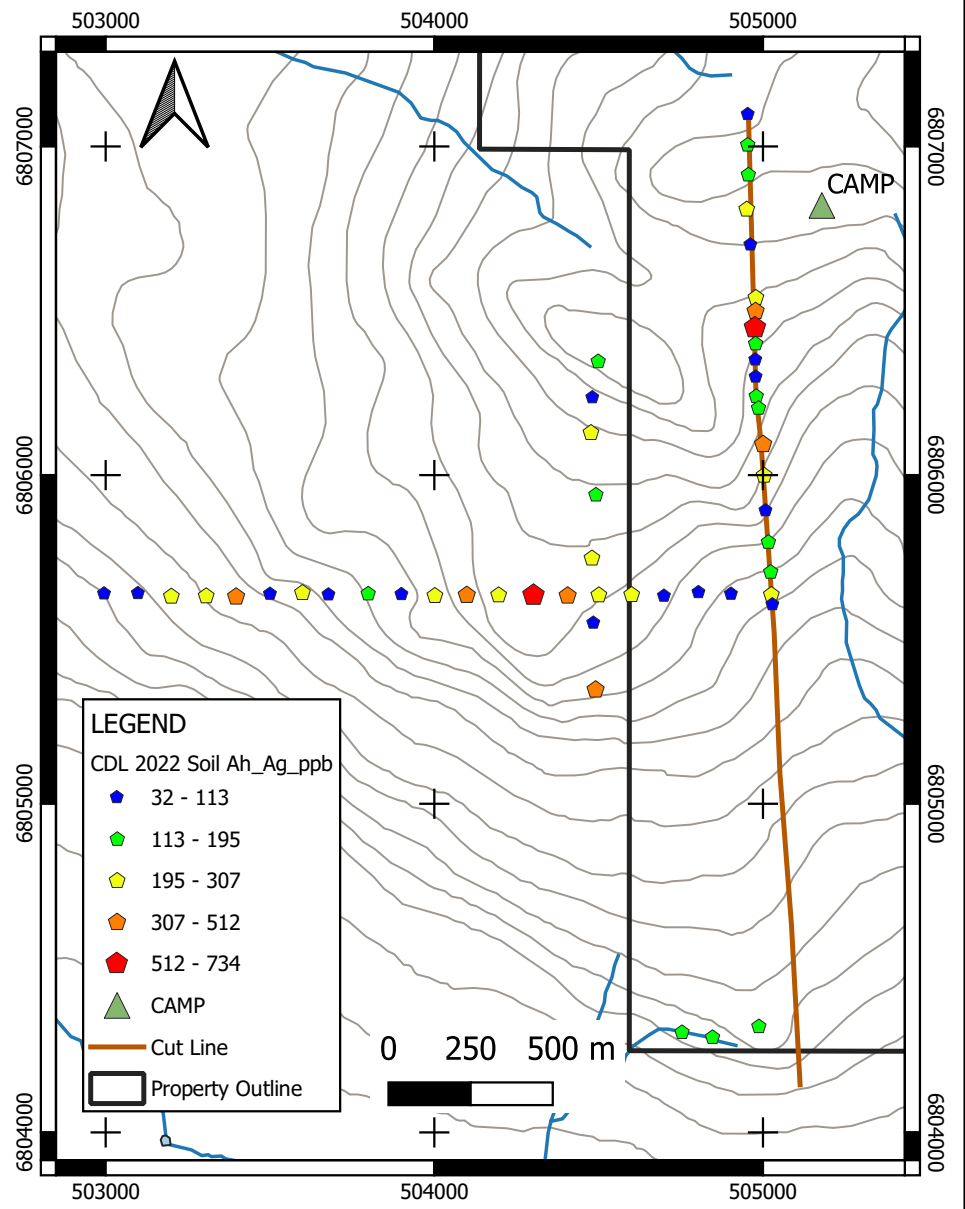 503000 504000 505000
6807000 6807000
CAMP
6806000 6806000
LEGEND
CDL 2022 Soil Ah_Ag_ppb
32 - 113
113 - 195
195 - 307
307 - 512
512 - 734
CAMP
Cut Line
Property Outline
6805000 6805000
0 250 500 m
6804000 6804000
503000 504000 505000